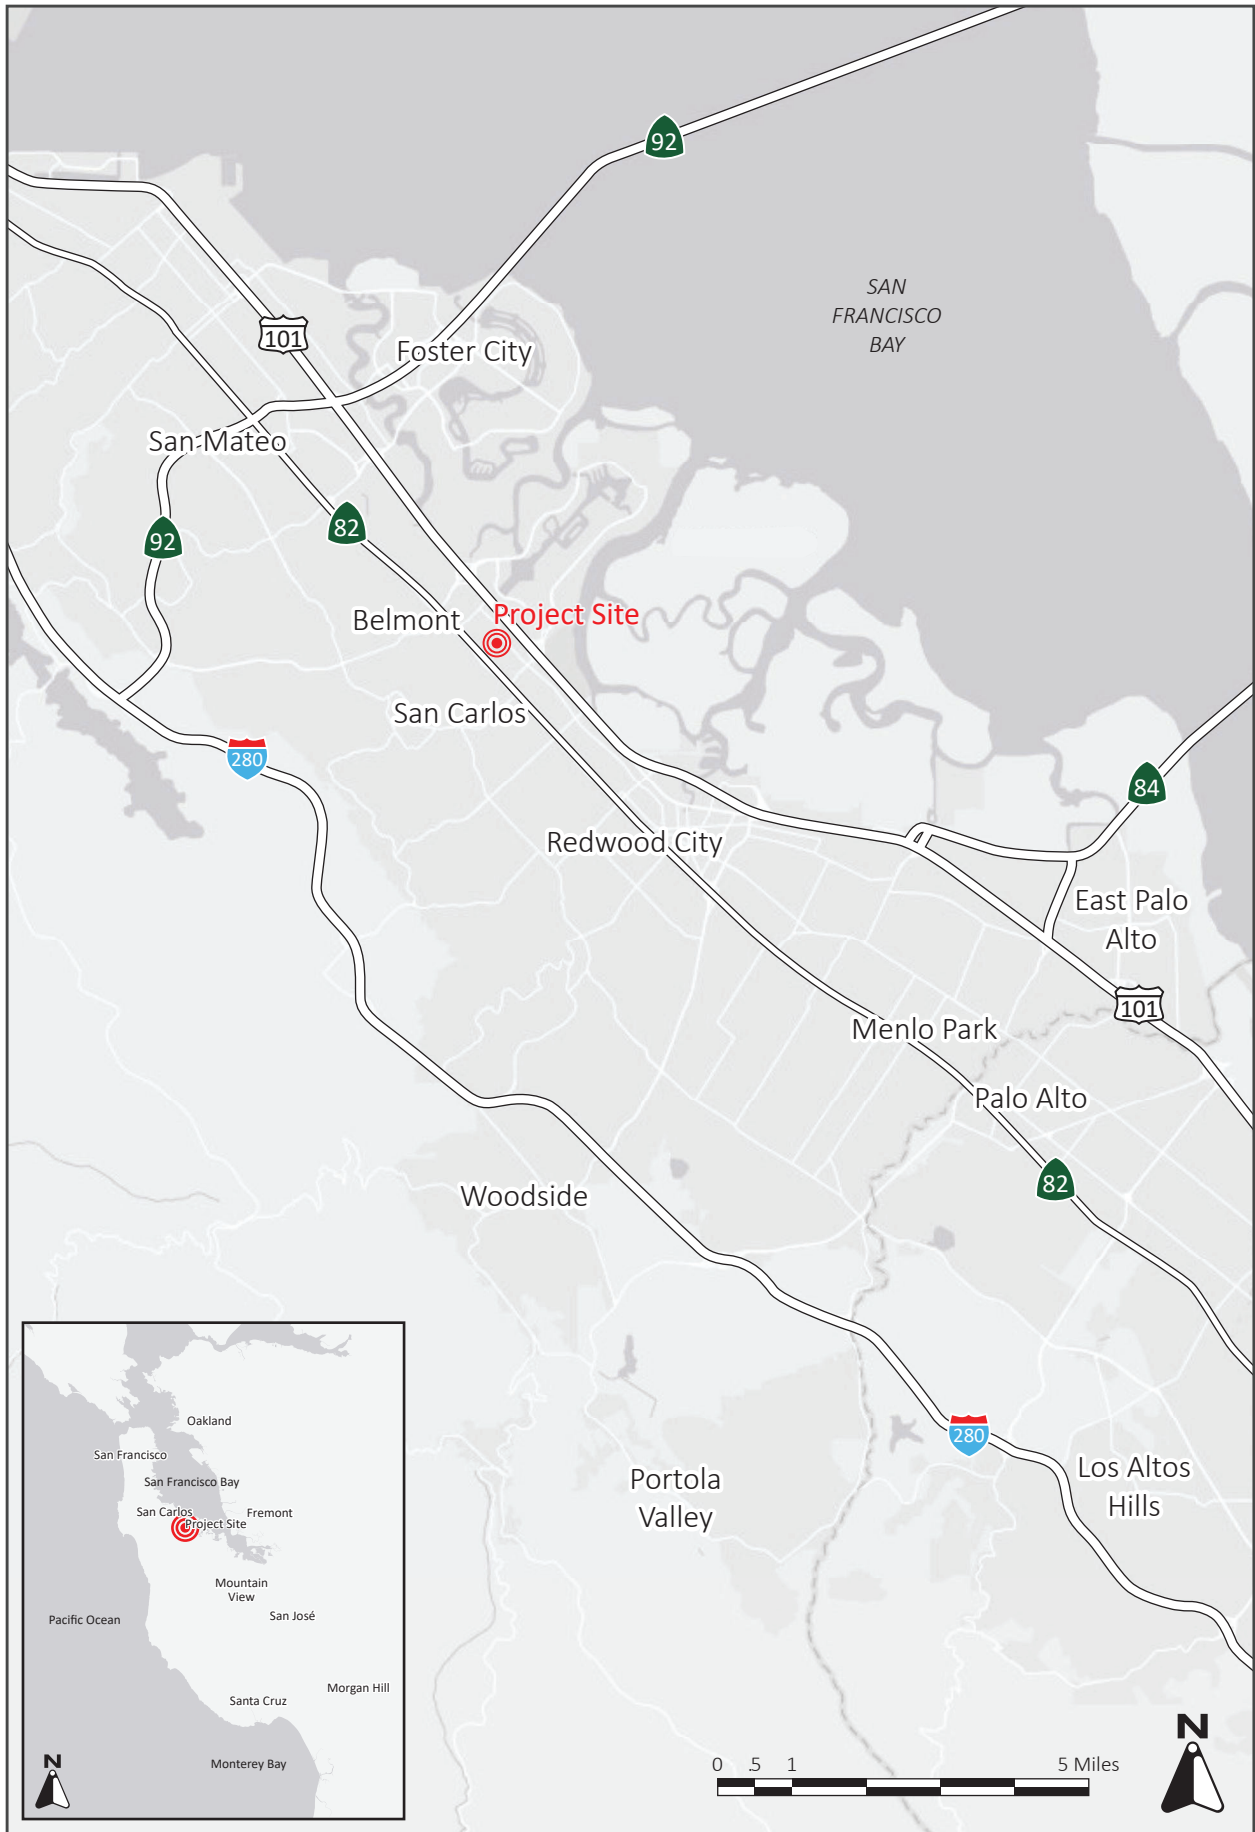 92
SAN
FRANCISCO
BAY
101
Foster City
San Mateo
82
92
Project Site
Belmont
San Carlos
280
84
Redwood City
East Palo
Alto
101
Menlo Park
Palo Alto
82
Woodside
280
Portola
Valley
Los Altos
Hills
Oakland
San Francisco
San Francisco Bay
San Carlos
Fremont
Project Site
Mountain
View
San José
Pacific Ocean
Morgan Hill
Santa Cruz
Monterey Bay
N
N
0 .5 1 5 Miles